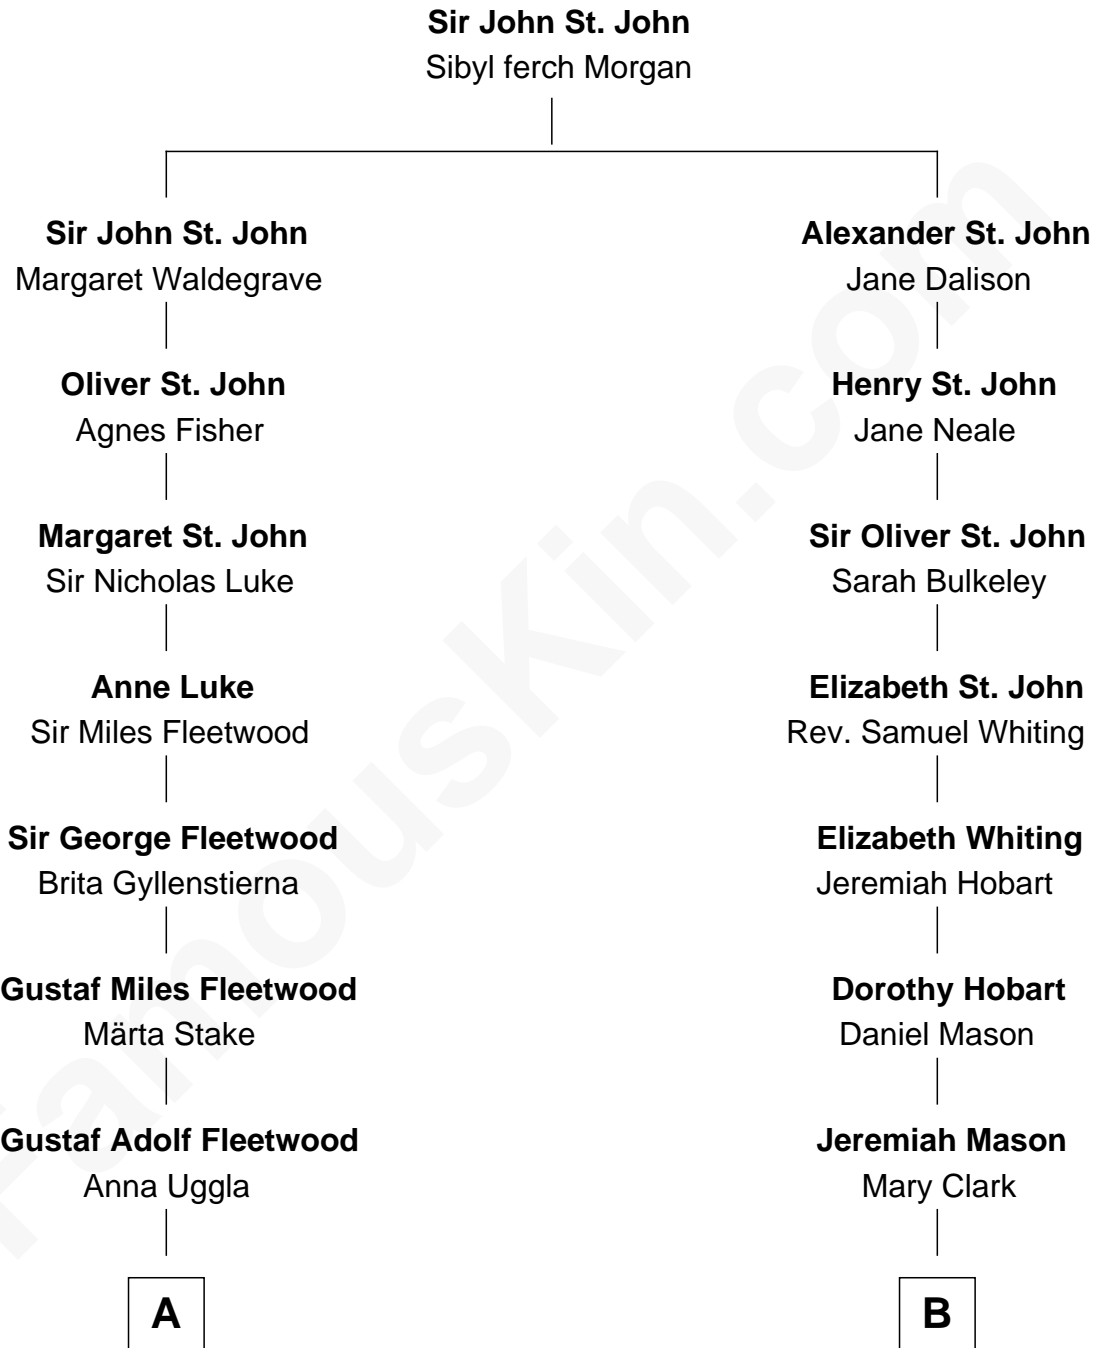 Sir John St. John
Sibyl ferch Morgan
Sir John St. John
Margaret Waldegrave
Alexander St. John
Jane Dalison
Oliver St. John
Agnes Fisher
Henry St. John
Jane Neale
Margaret St. John
Sir Nicholas Luke
Sir Oliver St. John
Sarah Bulkeley
Anne Luke
Sir Miles Fleetwood
Elizabeth St. John
Rev. Samuel Whiting
Sir George Fleetwood
Brita Gyllenstierna
Elizabeth Whiting
Jeremiah Hobart
Gustaf Miles Fleetwood
Märta Stake
Dorothy Hobart
Daniel Mason
Gustaf Adolf Fleetwood
Anna Uggla
Jeremiah Mason
Mary Clark
A
B
FamousKin.com